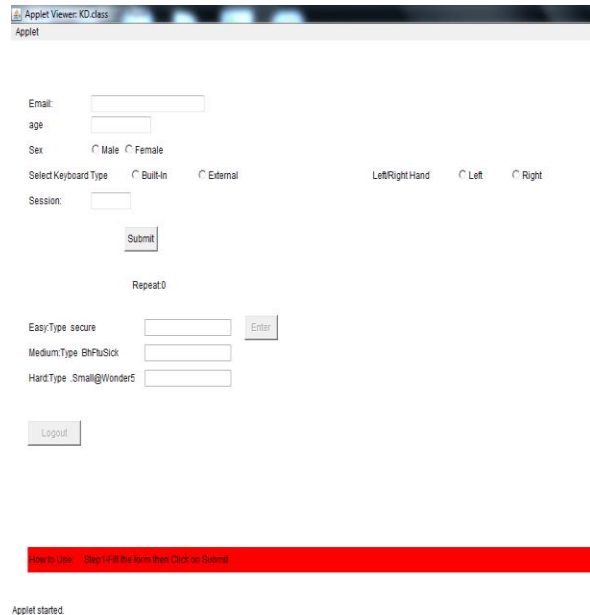 Applet Viewer: KD.class
Applet
Email:
age
Sex Male Female
Select Keyboard Type Built-In External Left/Right Hand Left Right
Session:
Submit
Repeat:0
Easy:Type secure Enter
Medium:Type BhFtuSick
Hard:Type .Small@Wonder5
Logout
How to Use: Step1-Fill the form then Click on Submit
Applet started.